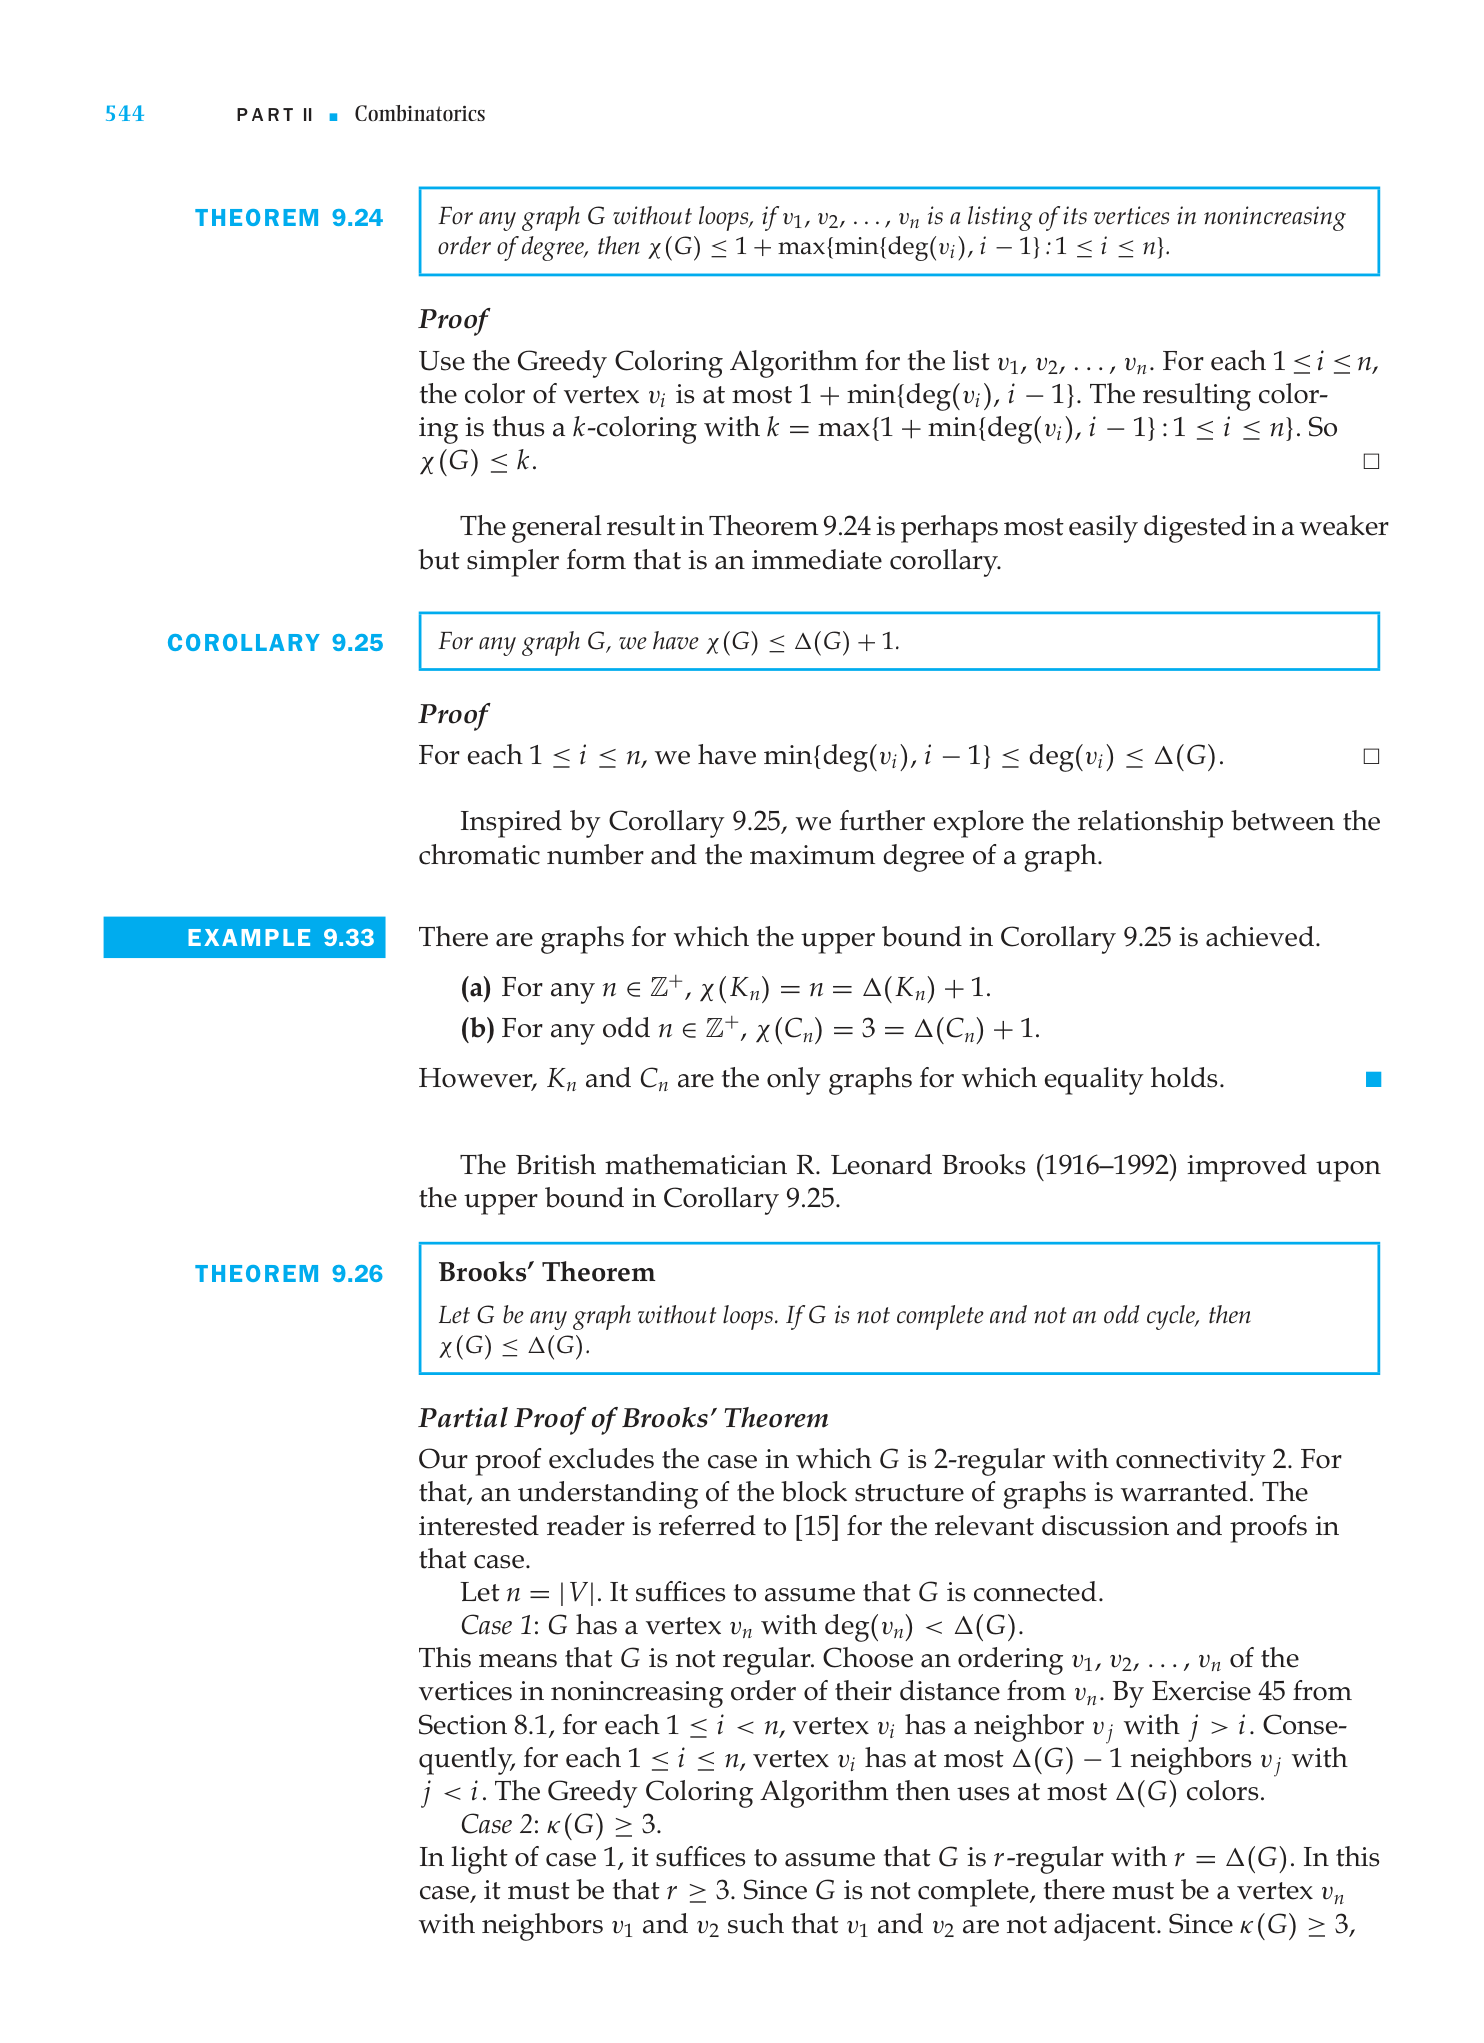 544 PART II ■ Combinatorics
THEOREM 9.24
For any graph G without loops, if v₁, v₂, . . . , vₙ is a listing of its vertices in nonincreasing
order of degree, then χ(G) ≤ 1 + max{min{deg(vᵢ), i − 1} : 1 ≤ i ≤ n}.
Proof
Use the Greedy Coloring Algorithm for the list v₁, v₂, . . . , vₙ. For each 1 ≤ i ≤ n,
the color of vertex vᵢ is at most 1 + min{deg(vᵢ), i − 1}. The resulting color-
ing is thus a k-coloring with k = max{1 + min{deg(vᵢ), i − 1} : 1 ≤ i ≤ n}. So
χ(G) ≤ k. □
The general result in Theorem 9.24 is perhaps most easily digested in a weaker
but simpler form that is an immediate corollary.
COROLLARY 9.25
For any graph G, we have χ(G) ≤ Δ(G) + 1.
Proof
For each 1 ≤ i ≤ n, we have min{deg(vᵢ), i − 1} ≤ deg(vᵢ) ≤ Δ(G). □
Inspired by Corollary 9.25, we further explore the relationship between the
chromatic number and the maximum degree of a graph.
EXAMPLE 9.33
There are graphs for which the upper bound in Corollary 9.25 is achieved.
(a) For any n ∈ ℤ⁺, χ(Kₙ) = n = Δ(Kₙ) + 1.
(b) For any odd n ∈ ℤ⁺, χ(Cₙ) = 3 = Δ(Cₙ) + 1.
However, Kₙ and Cₙ are the only graphs for which equality holds. ■
The British mathematician R. Leonard Brooks (1916–1992) improved upon
the upper bound in Corollary 9.25.
THEOREM 9.26
Brooks’ Theorem
Let G be any graph without loops. If G is not complete and not an odd cycle, then
χ(G) ≤ Δ(G).
Partial Proof of Brooks’ Theorem
Our proof excludes the case in which G is 2-regular with connectivity 2. For
that, an understanding of the block structure of graphs is warranted. The
interested reader is referred to [15] for the relevant discussion and proofs in
that case.
Let n = |V|. It suffices to assume that G is connected.
Case 1: G has a vertex vₙ with deg(vₙ) < Δ(G).
This means that G is not regular. Choose an ordering v₁, v₂, . . . , vₙ of the
vertices in nonincreasing order of their distance from vₙ. By Exercise 45 from
Section 8.1, for each 1 ≤ i < n, vertex vᵢ has a neighbor vⱼ with j > i. Conse-
quently, for each 1 ≤ i ≤ n, vertex vᵢ has at most Δ(G) − 1 neighbors vⱼ with
j < i. The Greedy Coloring Algorithm then uses at most Δ(G) colors.
Case 2: κ(G) ≥ 3.
In light of case 1, it suffices to assume that G is r-regular with r = Δ(G). In this
case, it must be that r ≥ 3. Since G is not complete, there must be a vertex vₙ
with neighbors v₁ and v₂ such that v₁ and v₂ are not adjacent. Since κ(G) ≥ 3,